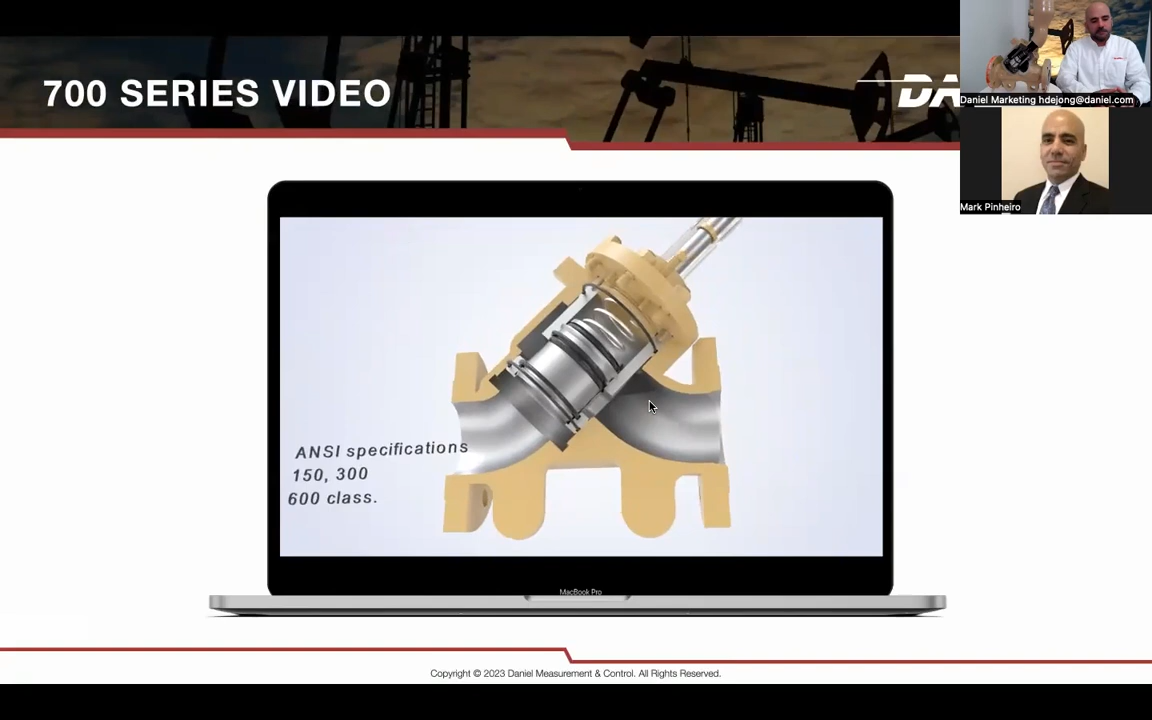 700 SERIES VIDEO
DA
Daniel Marketing hdejong@daniel.com
Mark Pinheiro
ANSI specifications
150, 300
600 class.
MacBook Pro
Copyright © 2023 Daniel Measurement & Control. All Rights Reserved.